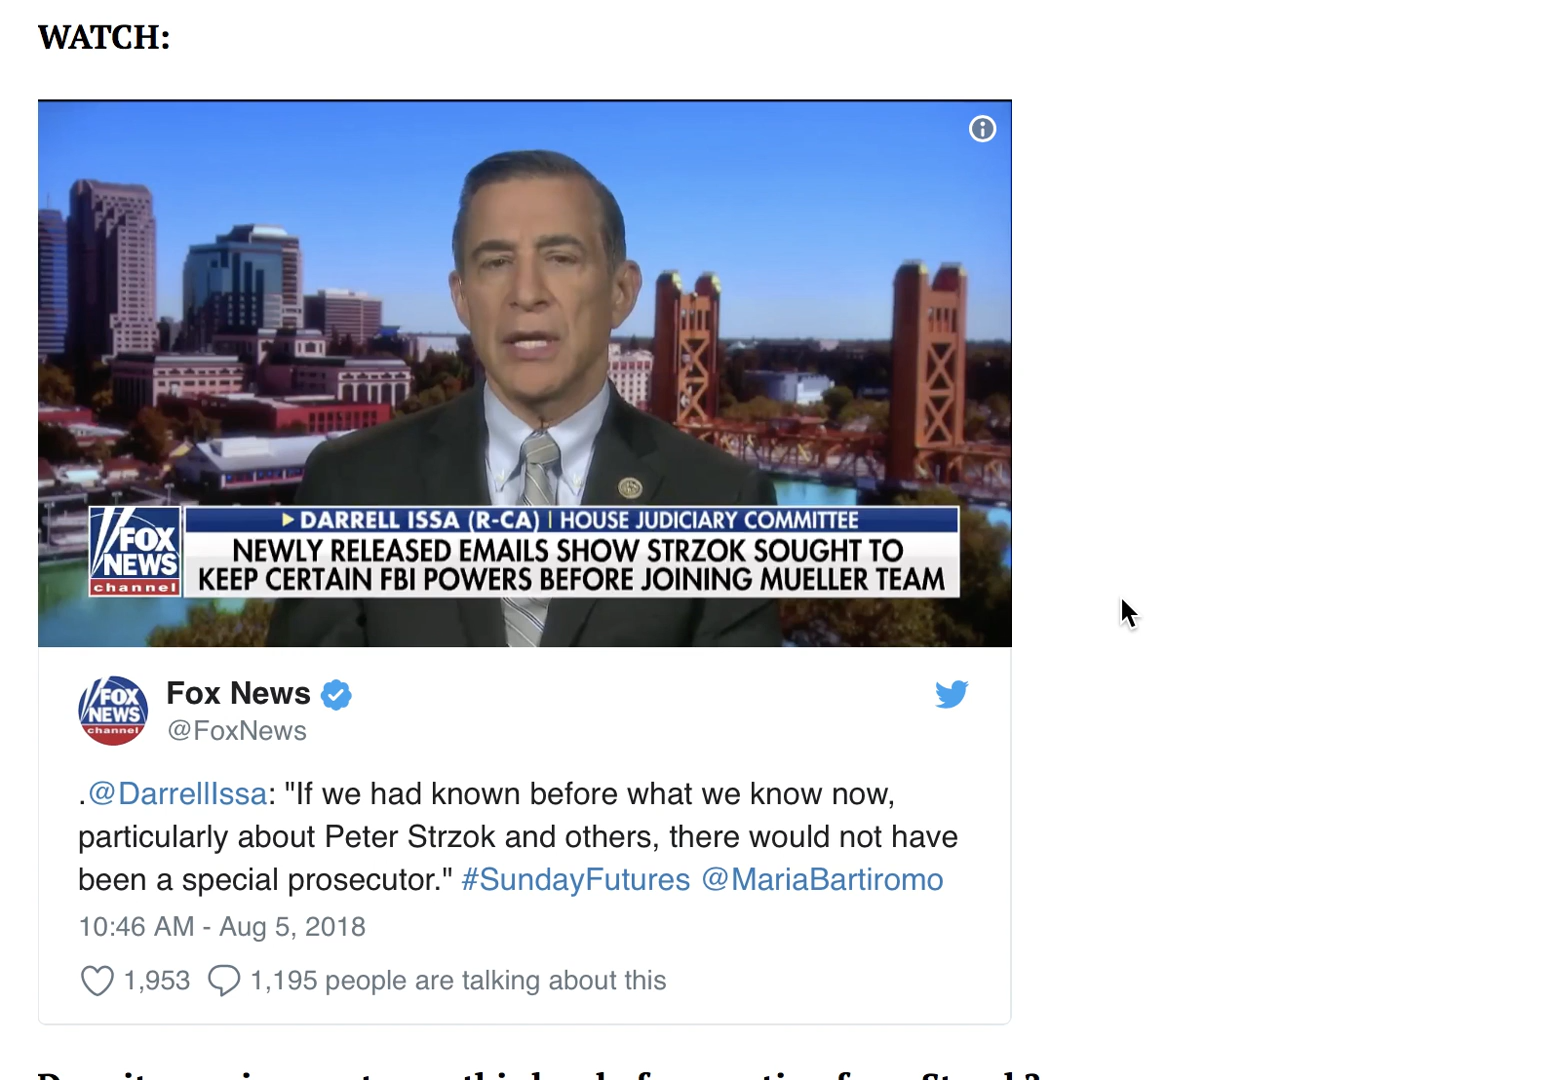 WATCH:
DARRELL ISSA (R-CA) | HOUSE JUDICIARY COMMITTEE
FOX NEWS channel
NEWLY RELEASED EMAILS SHOW STRZOK SOUGHT TO
KEEP CERTAIN FBI POWERS BEFORE JOINING MUELLER TEAM
FOX NEWS channel
Fox News
@FoxNews
.@DarrellIssa: "If we had known before what we know now,
particularly about Peter Strzok and others, there would not have
been a special prosecutor." #SundayFutures @MariaBartiromo
10:46 AM - Aug 5, 2018
1,953 1,195 people are talking about this